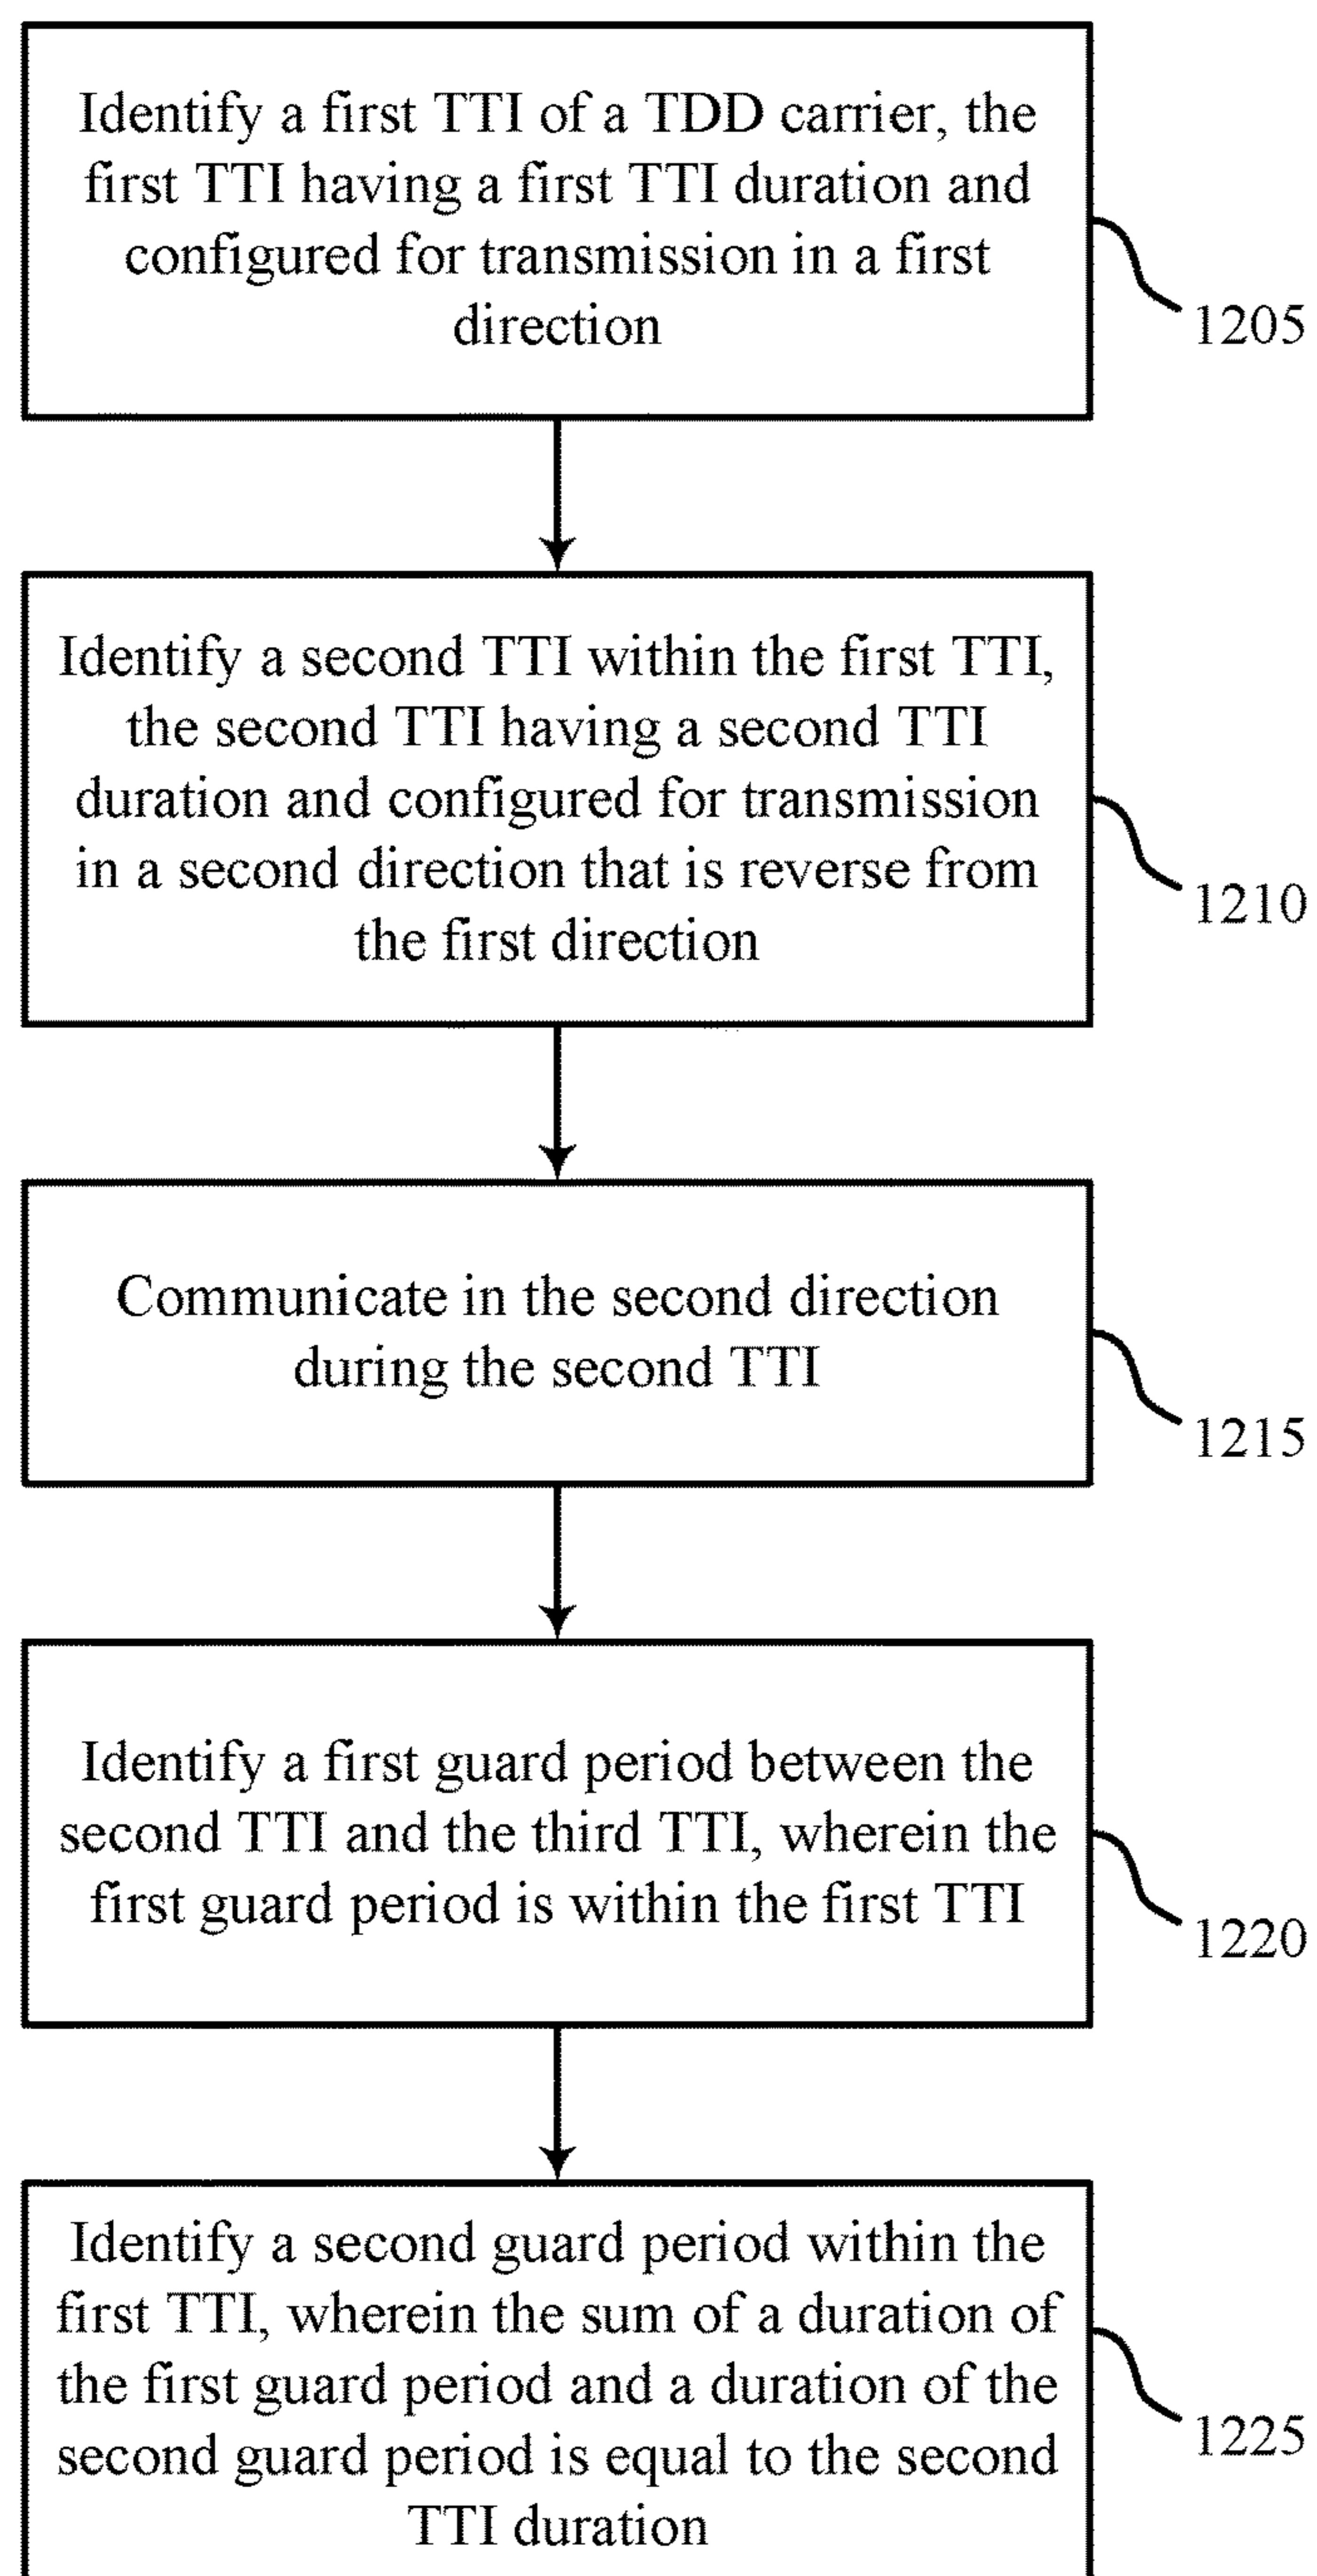 Identify a first TTI of a TDD carrier, the
first TTI having a first TTI duration and
configured for transmission in a first
direction
1205
Identify a second TTI within the first TTI,
the second TTI having a second TTI
duration and configured for transmission
in a second direction that is reverse from
the first direction
1210
Communicate in the second direction
during the second TTI
1215
Identify a first guard period between the
second TTI and the third TTI, wherein the
first guard period is within the first TTI
1220
Identify a second guard period within the
first TTI, wherein the sum of a duration of
the first guard period and a duration of the
second guard period is equal to the second
TTI duration
1225